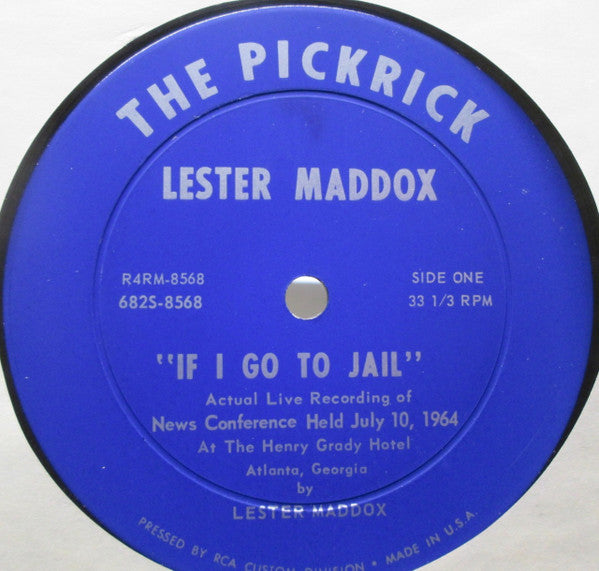 THE PICKRICK
LESTER MADDOX
R4RM-8568
682S-8568
SIDE ONE
33 1/3 RPM
"IF I GO TO JAIL"
Actual Live Recording of
News Conference Held July 10, 1964
At The Henry Grady Hotel
Atlanta, Georgia
by
LESTER MADDOX
PRESSED BY RCA CUSTOM DIVISION • MADE IN U.S.A.